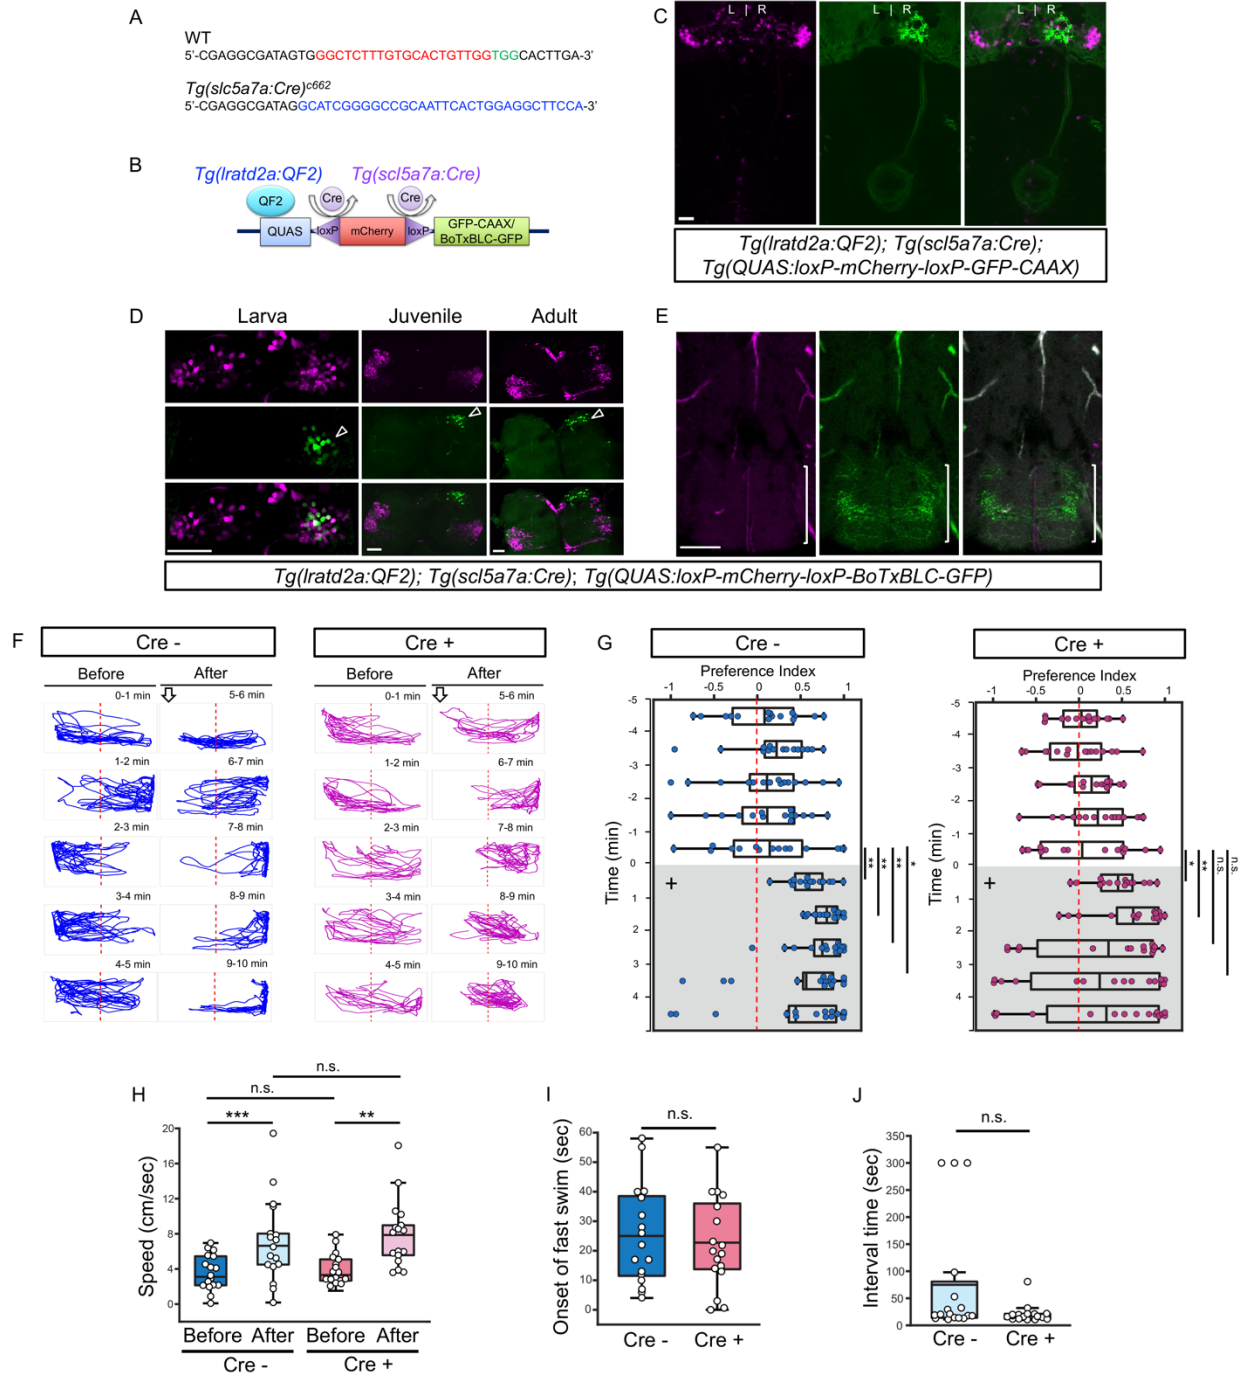 A
WT
5'-CGAGGCGATAGTGGGCTCTTTGTGCACTGTTGGTGGCACTTGA-3'
Tg(slc5a7a:Cre)c662
5'-CGAGGCGATAGGCATCGGGGCCGCAATTCACTGGAGGCTTCCA-3'
B
Tg(lratd2a:QF2) Tg(scl5a7a:Cre)
QF2 Cre Cre
QUAS loxP mCherry loxP GFP-CAAX/
BoTxBLC-GFP
C
L | R L | R L | R
Tg(lratd2a:QF2); Tg(scl5a7a:Cre);
Tg(QUAS:loxP-mCherry-loxP-GFP-CAAX)
D
Larva Juvenile Adult
E
Tg(lratd2a:QF2); Tg(scl5a7a:Cre); Tg(QUAS:loxP-mCherry-loxP-BoTxBLC-GFP)
F
Cre - Cre +
Before After Before After
0-1 min 5-6 min 0-1 min 5-6 min
1-2 min 6-7 min 1-2 min 6-7 min
2-3 min 7-8 min 2-3 min 7-8 min
3-4 min 8-9 min 3-4 min 8-9 min
4-5 min 9-10 min 4-5 min 9-10 min
G
Cre -
Preference Index
-1 -0.5 0 0.5 1
Time (min)
-5
-4
-3
-2
-1
0
1
2
3
4
+
** ** ** *
Cre +
Preference Index
-1 -0.5 0 0.5 1
Time (min)
-5
-4
-3
-2
-1
0
1
2
3
4
+
* ** n.s. n.s.
H
n.s.
n.s.
*** **
Speed (cm/sec)
20
16
12
8
4
0
Before After Before After
Cre - Cre +
I
n.s.
Onset of fast swim (sec)
60
50
40
30
20
10
0
Cre - Cre +
J
n.s.
Interval time (sec)
350
300
250
200
150
100
50
0
Cre - Cre +